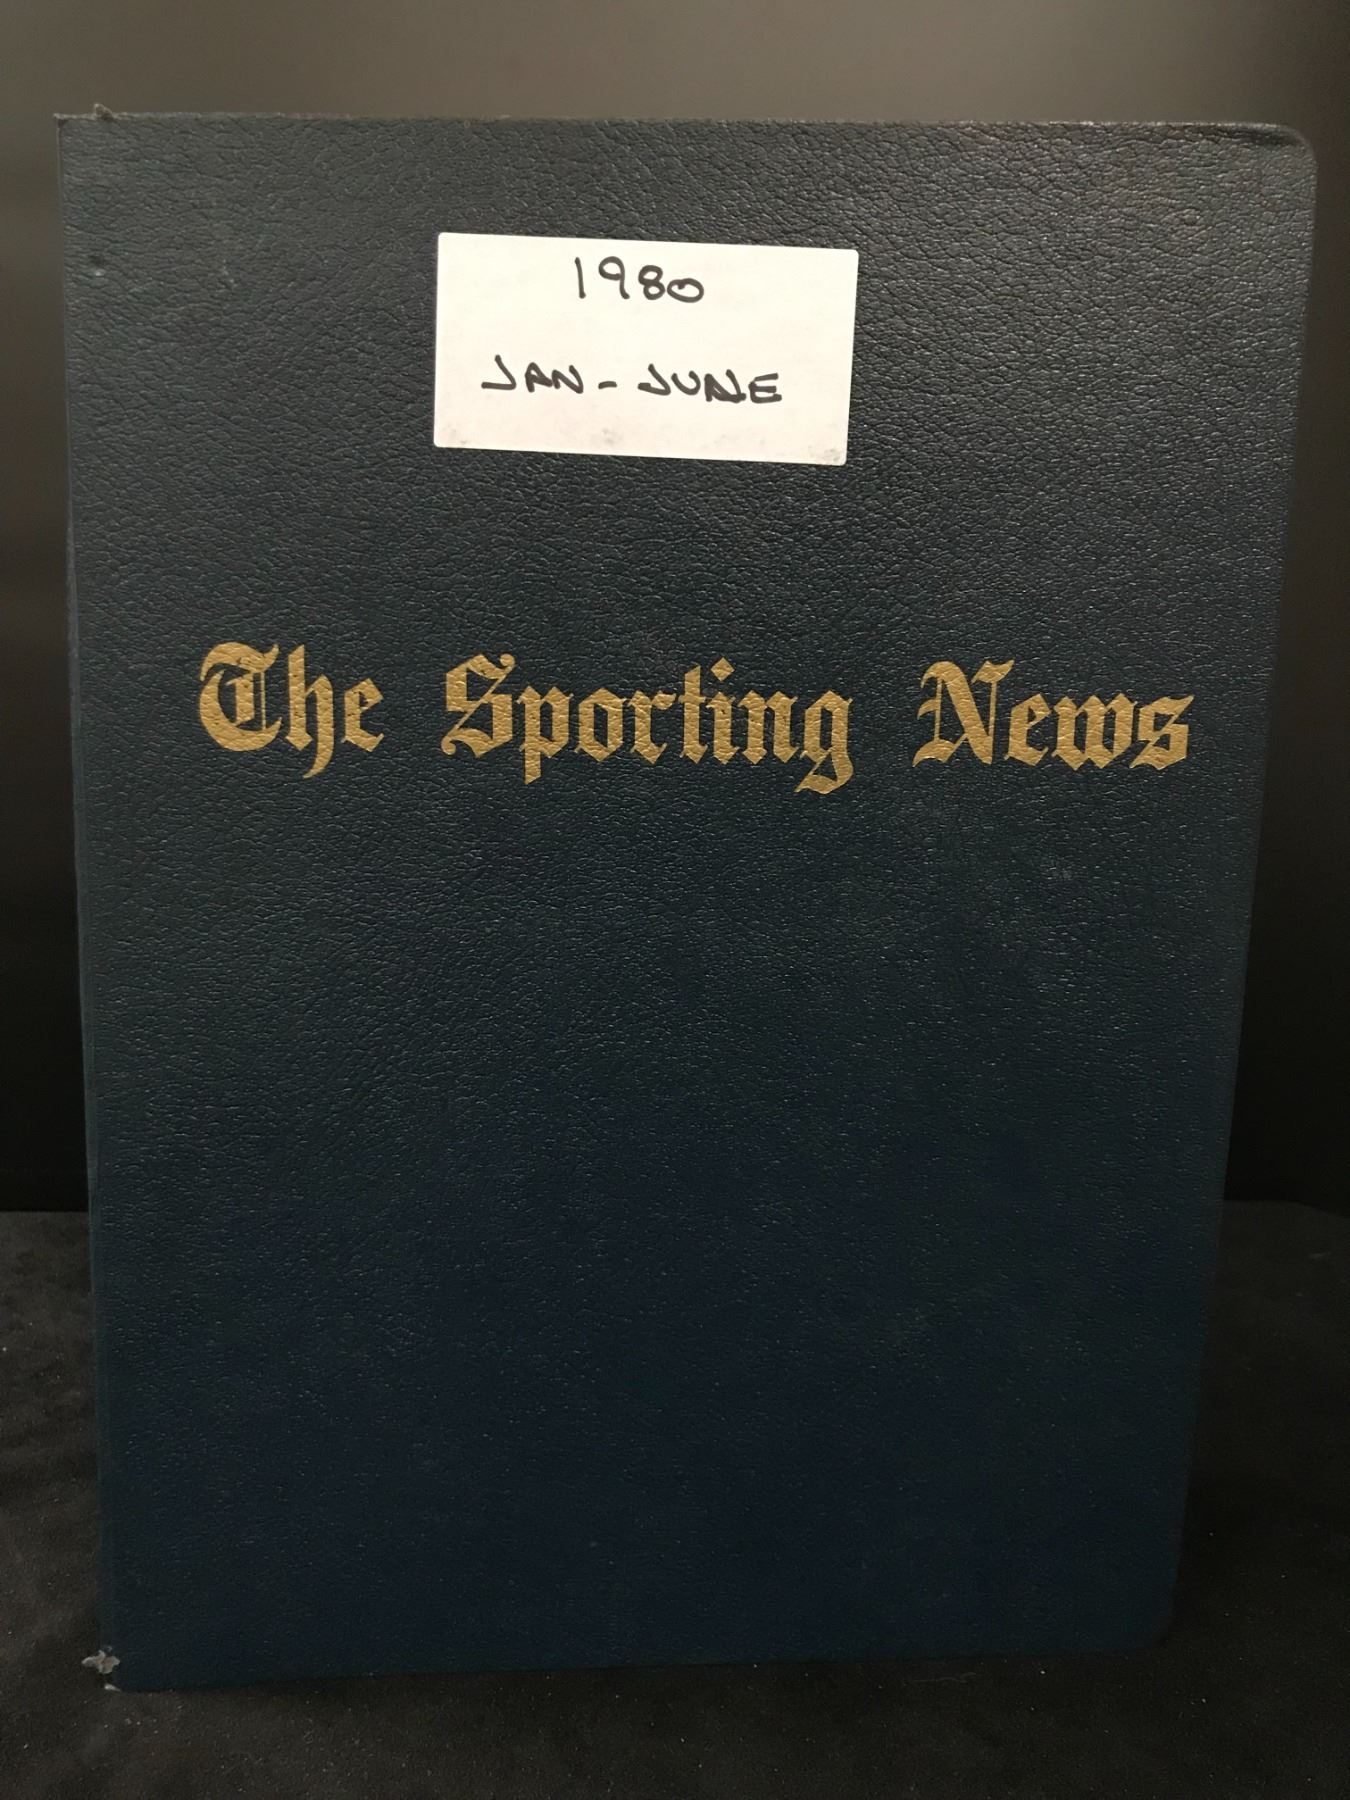 1980
JAN - JUNE
The Sporting News